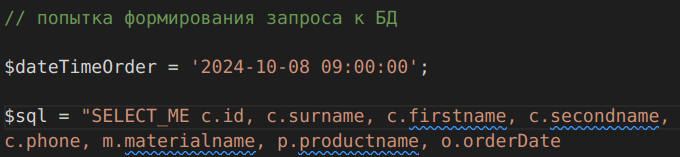 // попытка формирования запроса к БД
$dateTimeOrder = '2024-10-08 09:00:00';
$sql = "SELECT_ME c.id, c.surname, c.firstname, c.secondname,
c.phone, m.materialname, p.productname, o.orderDate